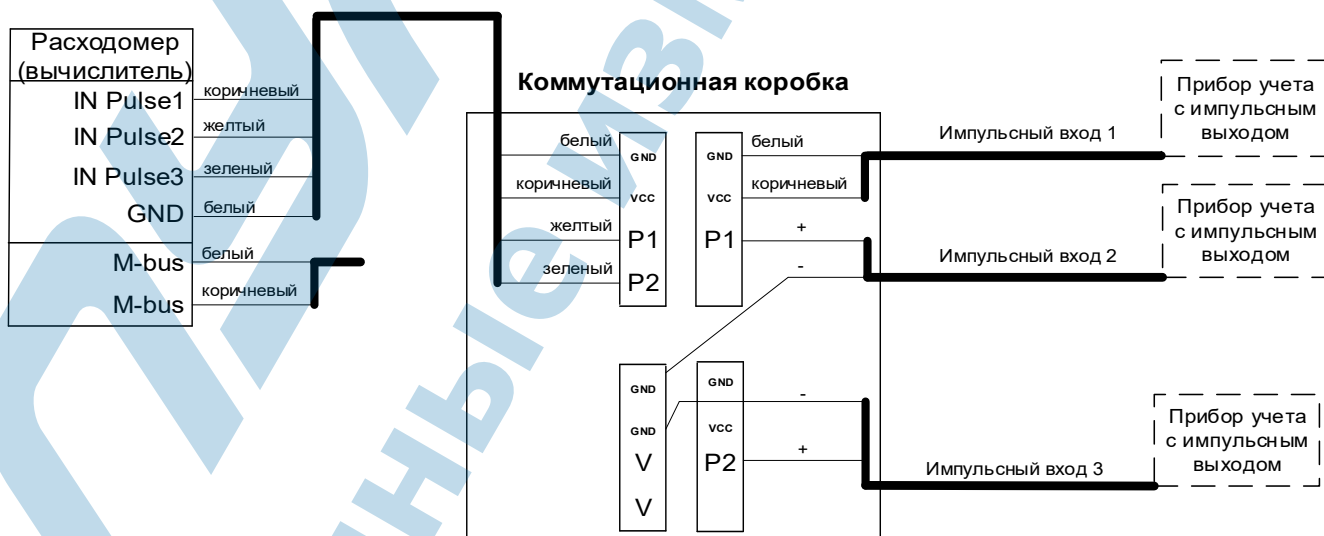 Расходомер
(вычислитель)
IN Pulse1
коричневый
IN Pulse2
желтый
IN Pulse3
зеленый
GND
белый
M-bus
белый
M-bus
коричневый
Коммутационная коробка
белый
GND
коричневый
VCC
желтый
P1
зеленый
P2
GND
белый
VCC
коричневый
P1
+
-
GND
GND
V
V
GND
-
VCC
P2
+
Импульсный вход 1
Прибор учета
с импульсным
выходом
Импульсный вход 2
Прибор учета
с импульсным
выходом
Импульсный вход 3
Прибор учета
с импульсным
выходом